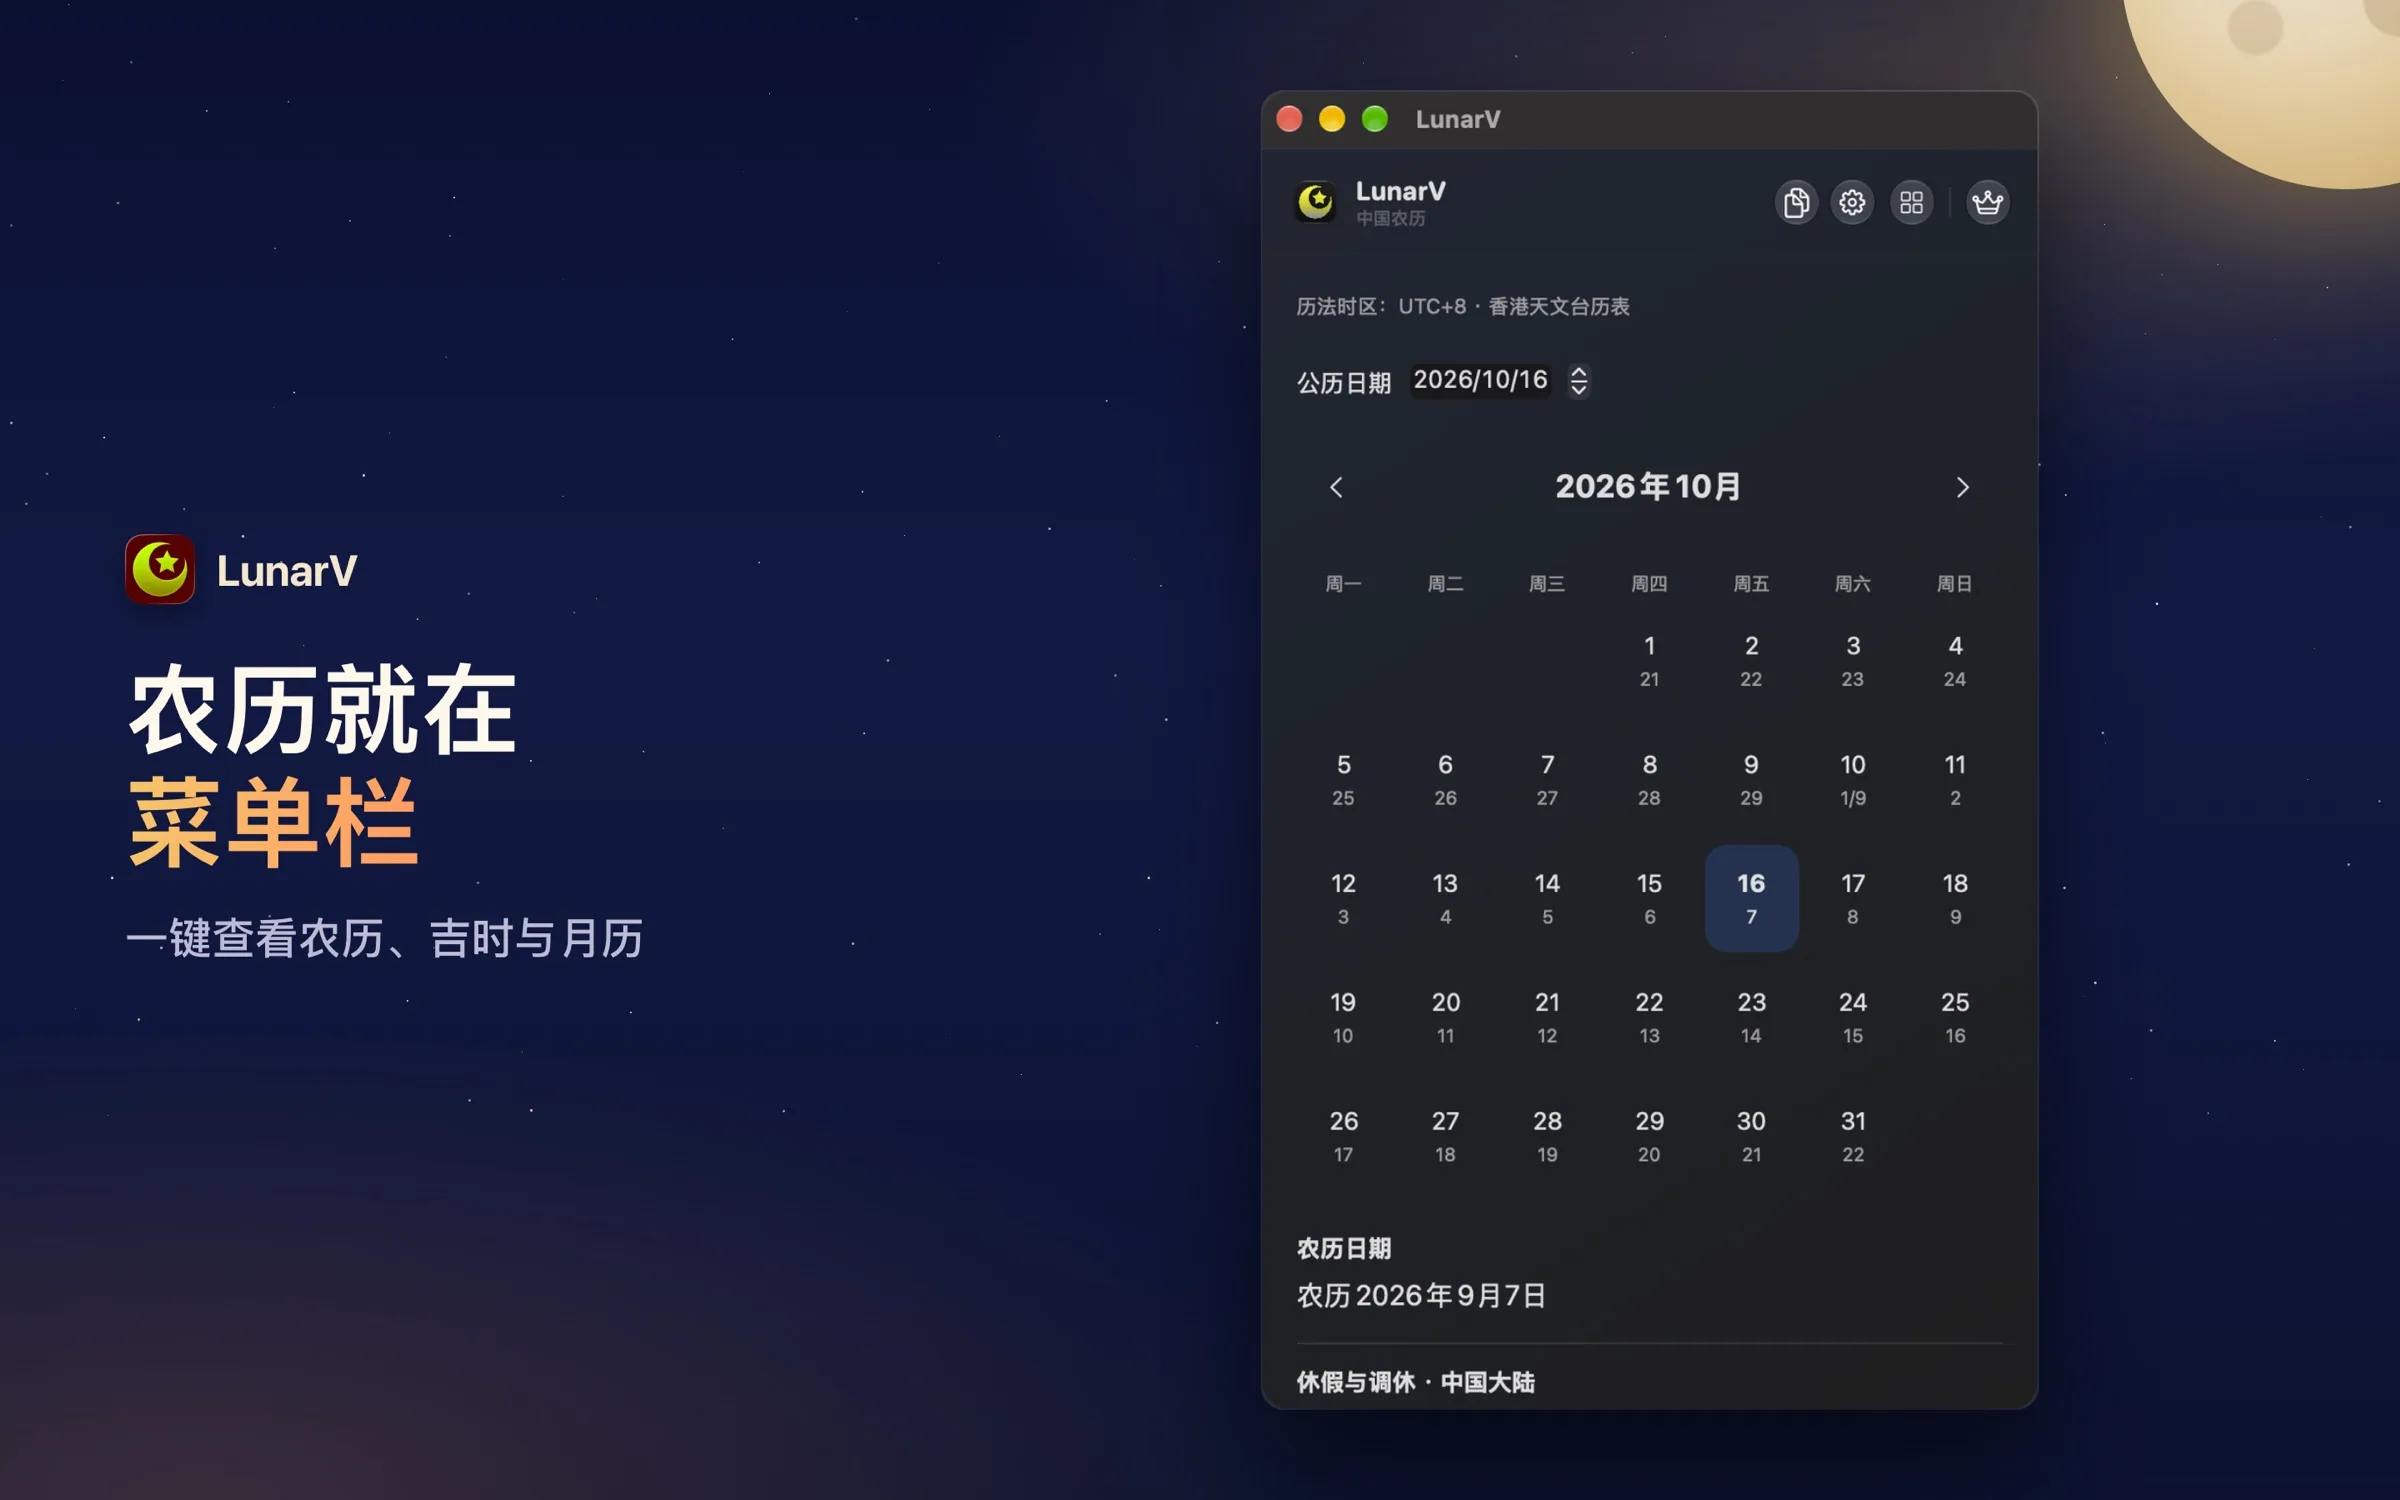 LunarV
农历就在
菜单栏
一键查看农历、吉时与月历
LunarV
LunarV
中国农历
历法时区：UTC+8 · 香港天文台历表
公历日期 2026/10/16
2026年10月
周一 周二 周三 周四 周五 周六 周日
1 2 3 4
21 22 23 24
5 6 7 8 9 10 11
25 26 27 28 29 1/9 2
12 13 14 15 16 17 18
3 4 5 6 7 8 9
19 20 21 22 23 24 25
10 11 12 13 14 15 16
26 27 28 29 30 31
17 18 19 20 21 22
农历日期
农历2026年9月7日
休假与调休 · 中国大陆